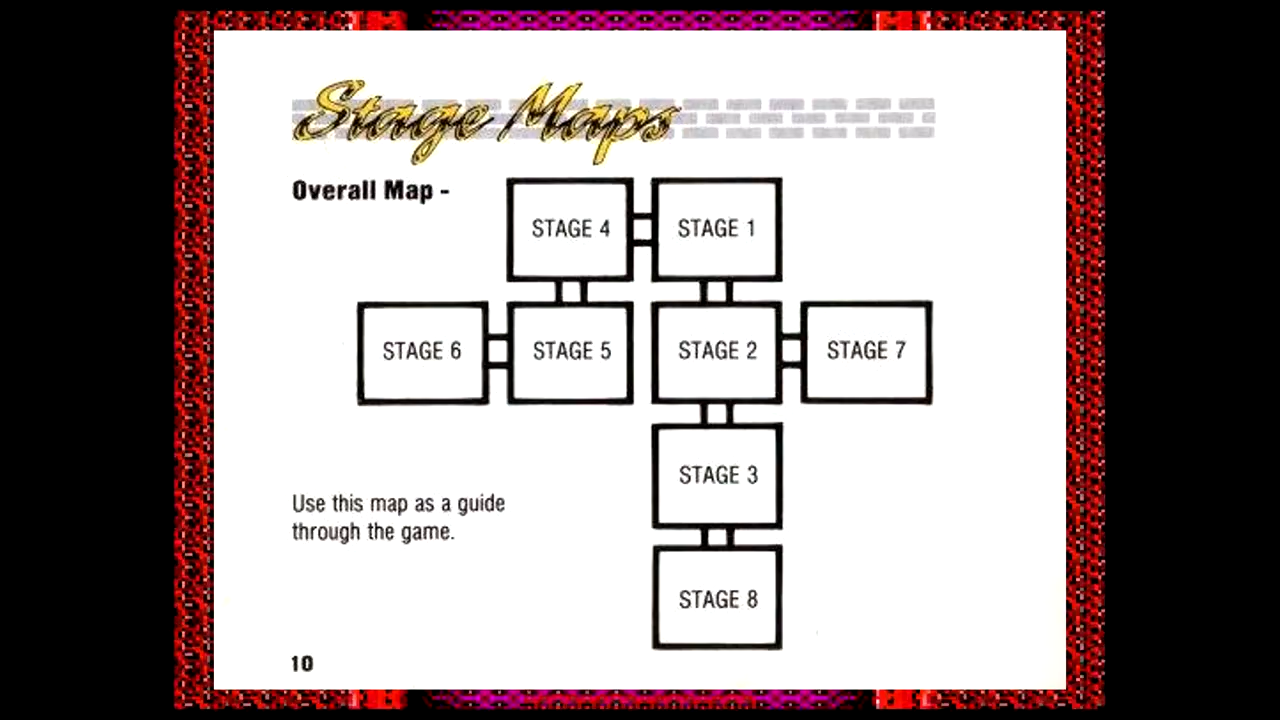 Stage Maps
Overall Map -
STAGE 4
STAGE 1
STAGE 6
STAGE 5
STAGE 2
STAGE 7
STAGE 3
Use this map as a guide
through the game.
STAGE 8
10